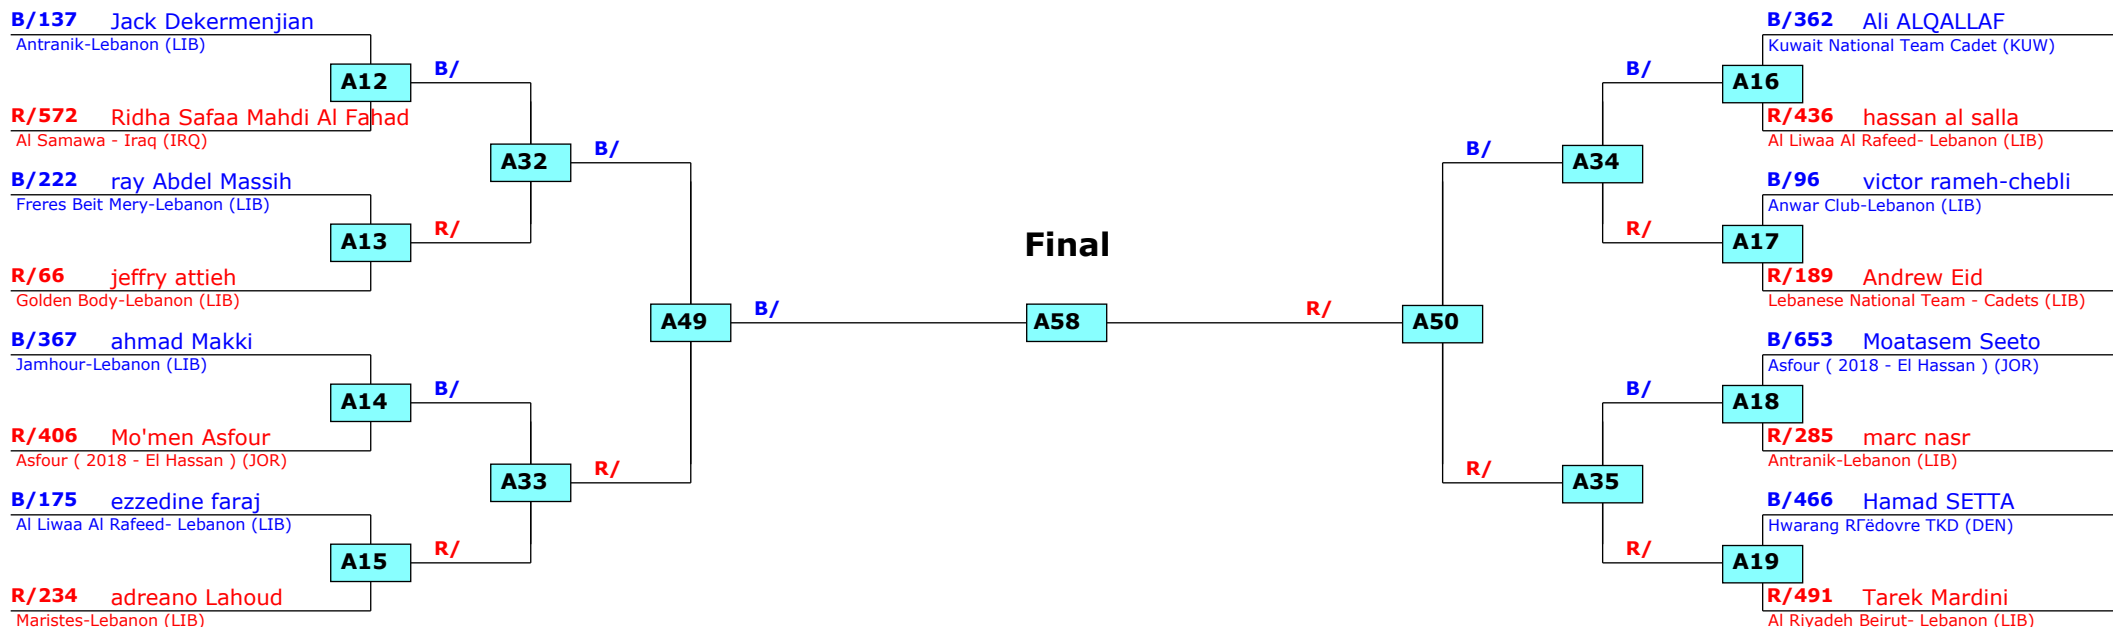 B/137 Jack Dekermenjian
Antranik-Lebanon (LIB)
A12
B/
R/572 Ridha Safaa Mahdi Al Fahad
Al Samawa - Iraq (IRQ)
A32
B/
B/222 ray Abdel Massih
Freres Beit Mery-Lebanon (LIB)
A13
R/
R/66 jeffry attieh
Golden Body-Lebanon (LIB)
A49
B/
B/367 ahmad Makki
Jamhour-Lebanon (LIB)
A14
B/
R/406 Mo'men Asfour
Asfour ( 2018 - El Hassan ) (JOR)
A33
R/
B/175 ezzedine faraj
Al Liwaa Al Rafeed- Lebanon (LIB)
A15
R/
R/234 adreano Lahoud
Maristes-Lebanon (LIB)
Final
A58
B/362 Ali ALQALLAF
Kuwait National Team Cadet (KUW)
B/
A16
R/436 hassan al salla
Al Liwaa Al Rafeed- Lebanon (LIB)
B/
A34
B/96 victor rameh-chebli
Anwar Club-Lebanon (LIB)
R/
A17
R/189 Andrew Eid
Lebanese National Team - Cadets (LIB)
R/
A50
B/653 Moatasem Seeto
Asfour ( 2018 - El Hassan ) (JOR)
B/
A18
R/285 marc nasr
Antranik-Lebanon (LIB)
R/
A35
B/466 Hamad SETTA
Hwarang RГëdovre TKD (DEN)
R/
A19
R/491 Tarek Mardini
Al Riyadeh Beirut- Lebanon (LIB)